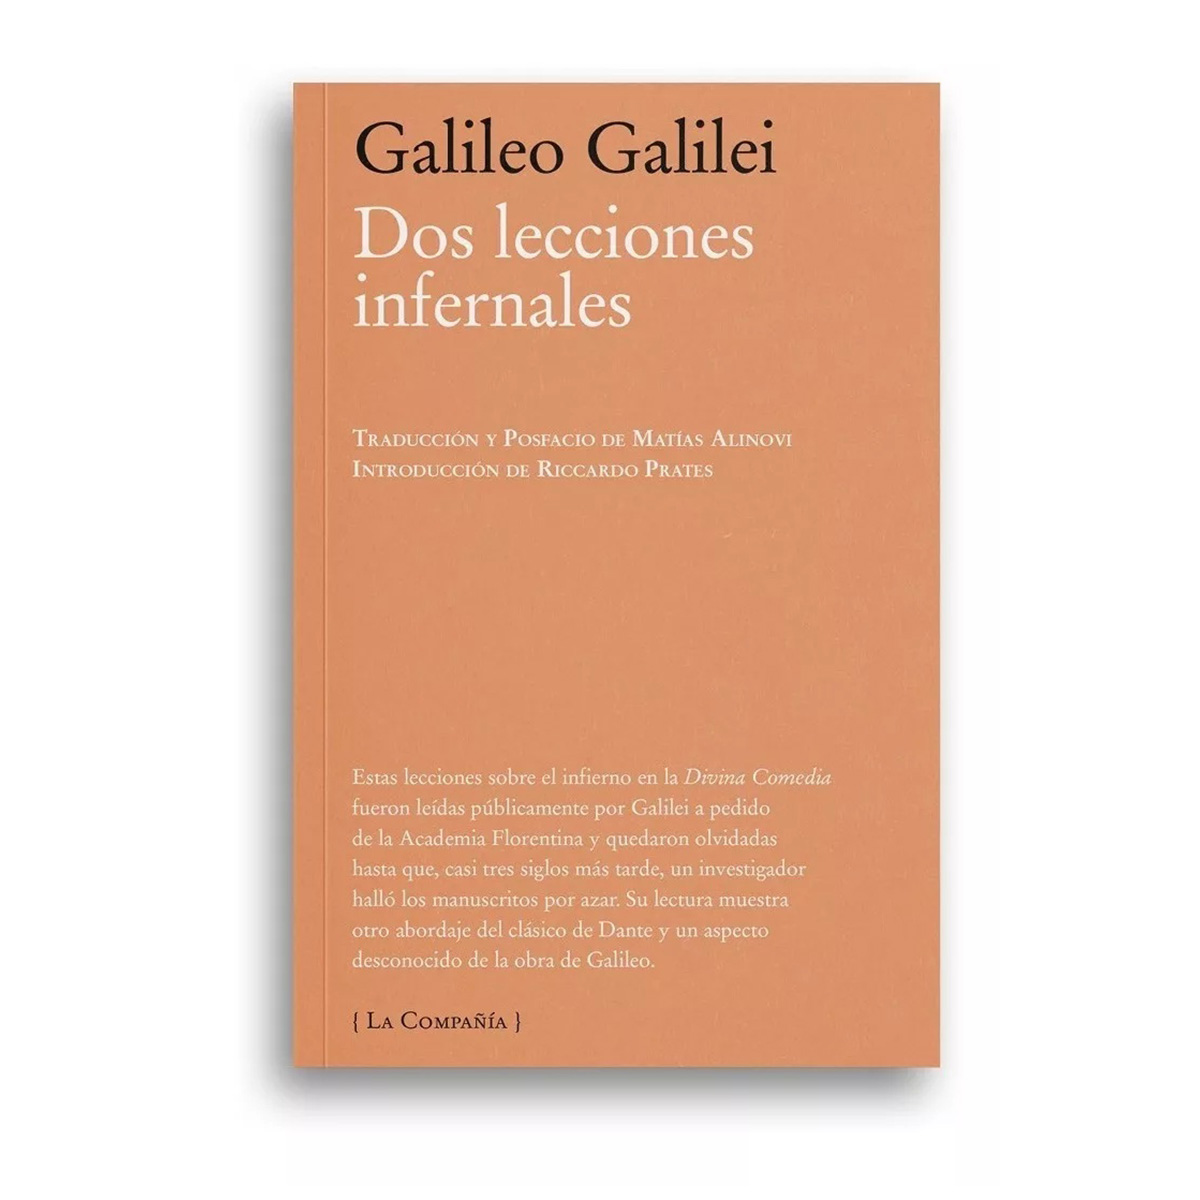 Galileo Galilei
Dos lecciones
infernales
Traducción y Posfacio de Matías Alinovi
Introducción de Riccardo Prates
Estas lecciones sobre el infierno en la Divina Comedia
fueron leídas públicamente por Galilei a pedido
de la Academia Florentina y quedaron olvidadas
hasta que, casi tres siglos más tarde, un investigador
halló los manuscritos por azar. Su lectura muestra
otro abordaje del clásico de Dante y un aspecto
desconocido de la obra de Galileo.
{ La Compañía }